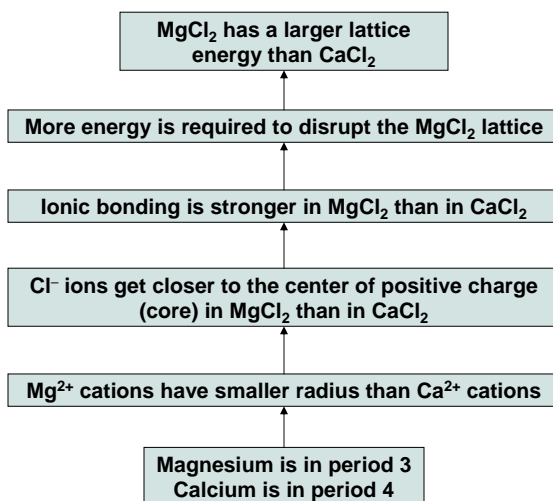 MgCl₂ has a larger lattice
energy than CaCl₂
More energy is required to disrupt the MgCl₂ lattice
Ionic bonding is stronger in MgCl₂ than in CaCl₂
Cl⁻ ions get closer to the center of positive charge
(core) in MgCl₂ than in CaCl₂
Mg²⁺ cations have smaller radius than Ca²⁺ cations
Magnesium is in period 3
Calcium is in period 4